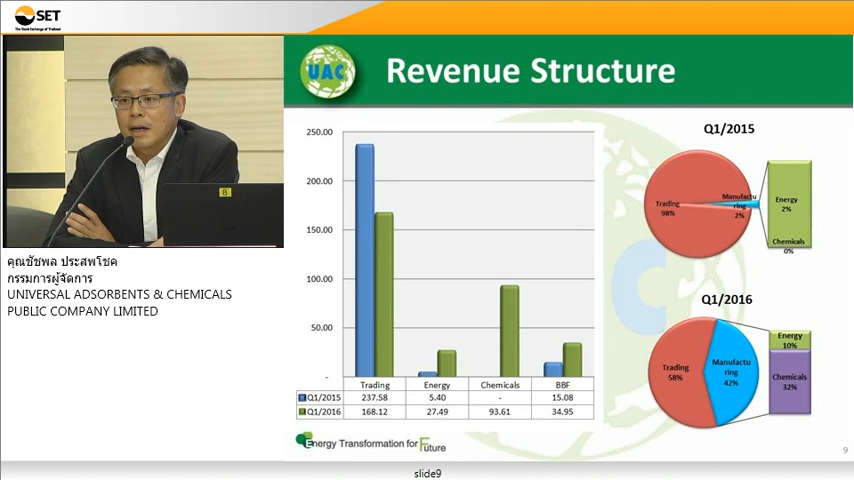 SET
The Stock Exchange of Thailand
8
คุณชัชพล ประสพโชค
กรรมการผู้จัดการ
UNIVERSAL ADSORBENTS & CHEMICALS
PUBLIC COMPANY LIMITED
UAC
Revenue Structure
250.00
200.00
150.00
100.00
50.00
-
Trading Energy Chemicals BBF
Q1/2015 237.58 5.40 - 15.08
Q1/2016 168.12 27.49 93.61 34.95
Q1/2015
Trading
98%
Manufactu
ring
2%
Energy
2%
Chemicals
0%
Q1/2016
Trading
58%
Manufactu
ring
42%
Energy
10%
Chemicals
32%
Energy Transformation for Future
9
slide9